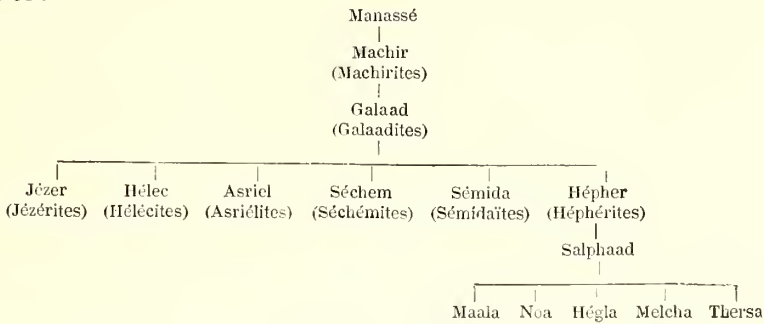 Manassé
Machir
(Machirites)
Galaad
(Galaadites)
Jézer Hélec Asriel Séchem Sémida Hépher
(Jézérites) (Hélécites) (Asriélites) (Séchémites) (Sémidaïtes) (Héphérites)
Salphaad
Maala Noa Hégla Melcha Thersa